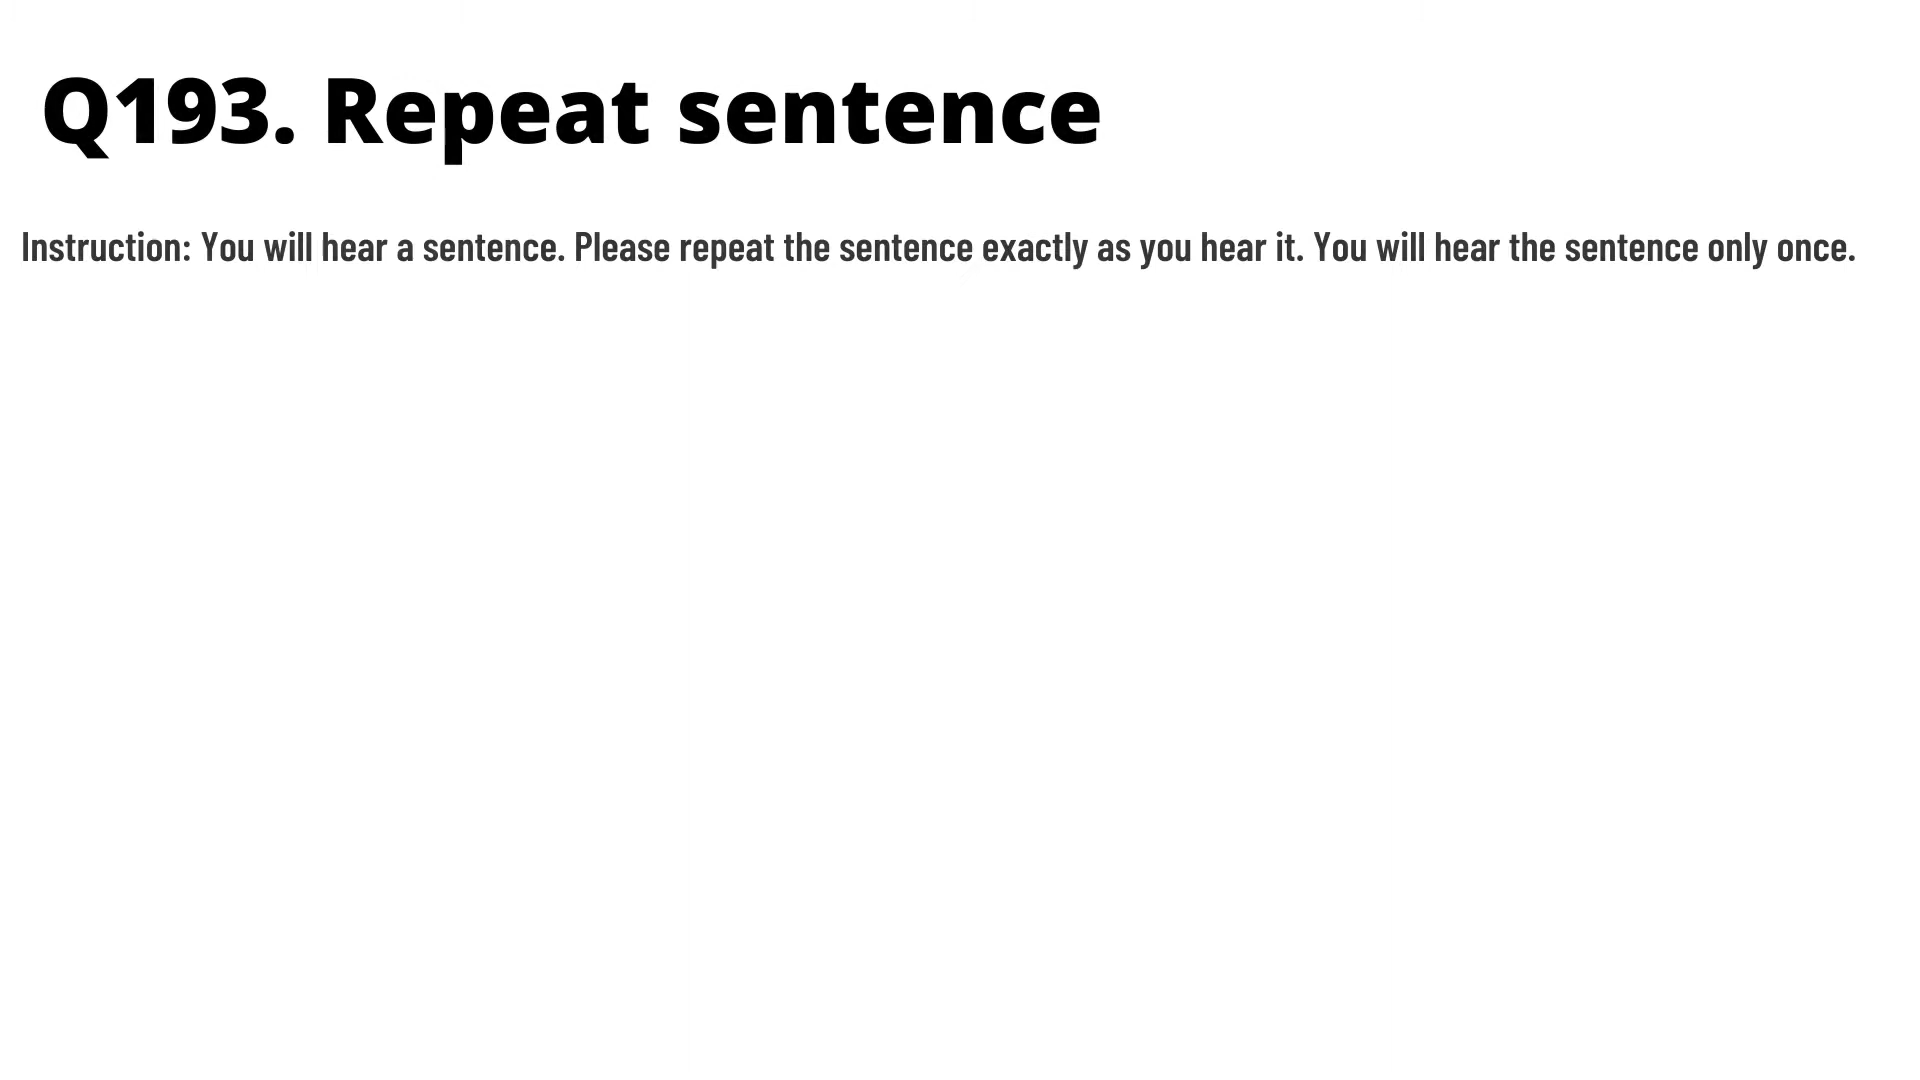 Q193. Repeat sentence
Instruction: You will hear a sentence. Please repeat the sentence exactly as you hear it. You will hear the sentence only once.